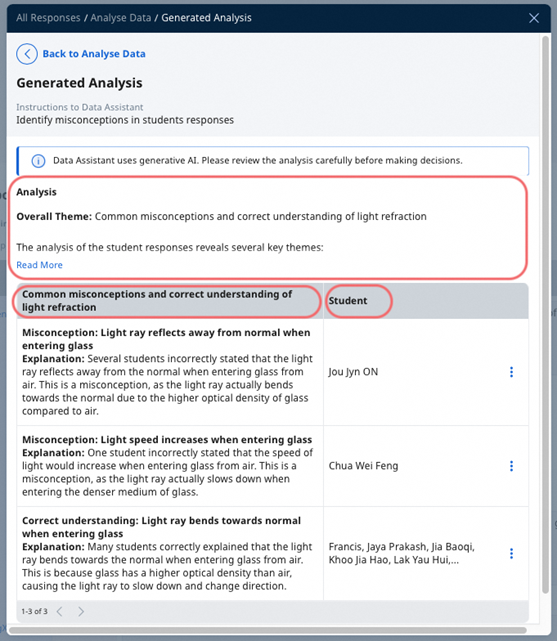 All Responses / Analyse Data / Generated Analysis
Back to Analyse Data
Generated Analysis
Instructions to Data Assistant
Identify misconceptions in students responses
Data Assistant uses generative AI. Please review the analysis carefully before making decisions.
Analysis
Overall Theme: Common misconceptions and correct understanding of light refraction
The analysis of the student responses reveals several key themes:
Read More
Common misconceptions and correct understanding of
light refraction
Student
Misconception: Light ray reflects away from normal when
entering glass
Explanation: Several students incorrectly stated that the light
ray reflects away from the normal when entering glass from
air. This is a misconception, as the light ray actually bends
towards the normal due to the higher optical density of glass
compared to air.
Jou Jyn ON
Misconception: Light speed increases when entering glass
Explanation: One student incorrectly stated that the speed of
light would increase when entering glass from air. This is a
misconception, as the light ray actually slows down when
entering the denser medium of glass.
Chua Wei Feng
Correct understanding: Light ray bends towards normal
when entering glass
Explanation: Many students correctly explained that the light
ray bends towards the normal when entering glass from air.
This is because glass has a higher optical density than air,
causing the light ray to slow down and change direction.
Francis, Jaya Prakash, Jia Baoqi,
Khoo Jia Hao, Lak Yau Hui,...
1-3 of 3